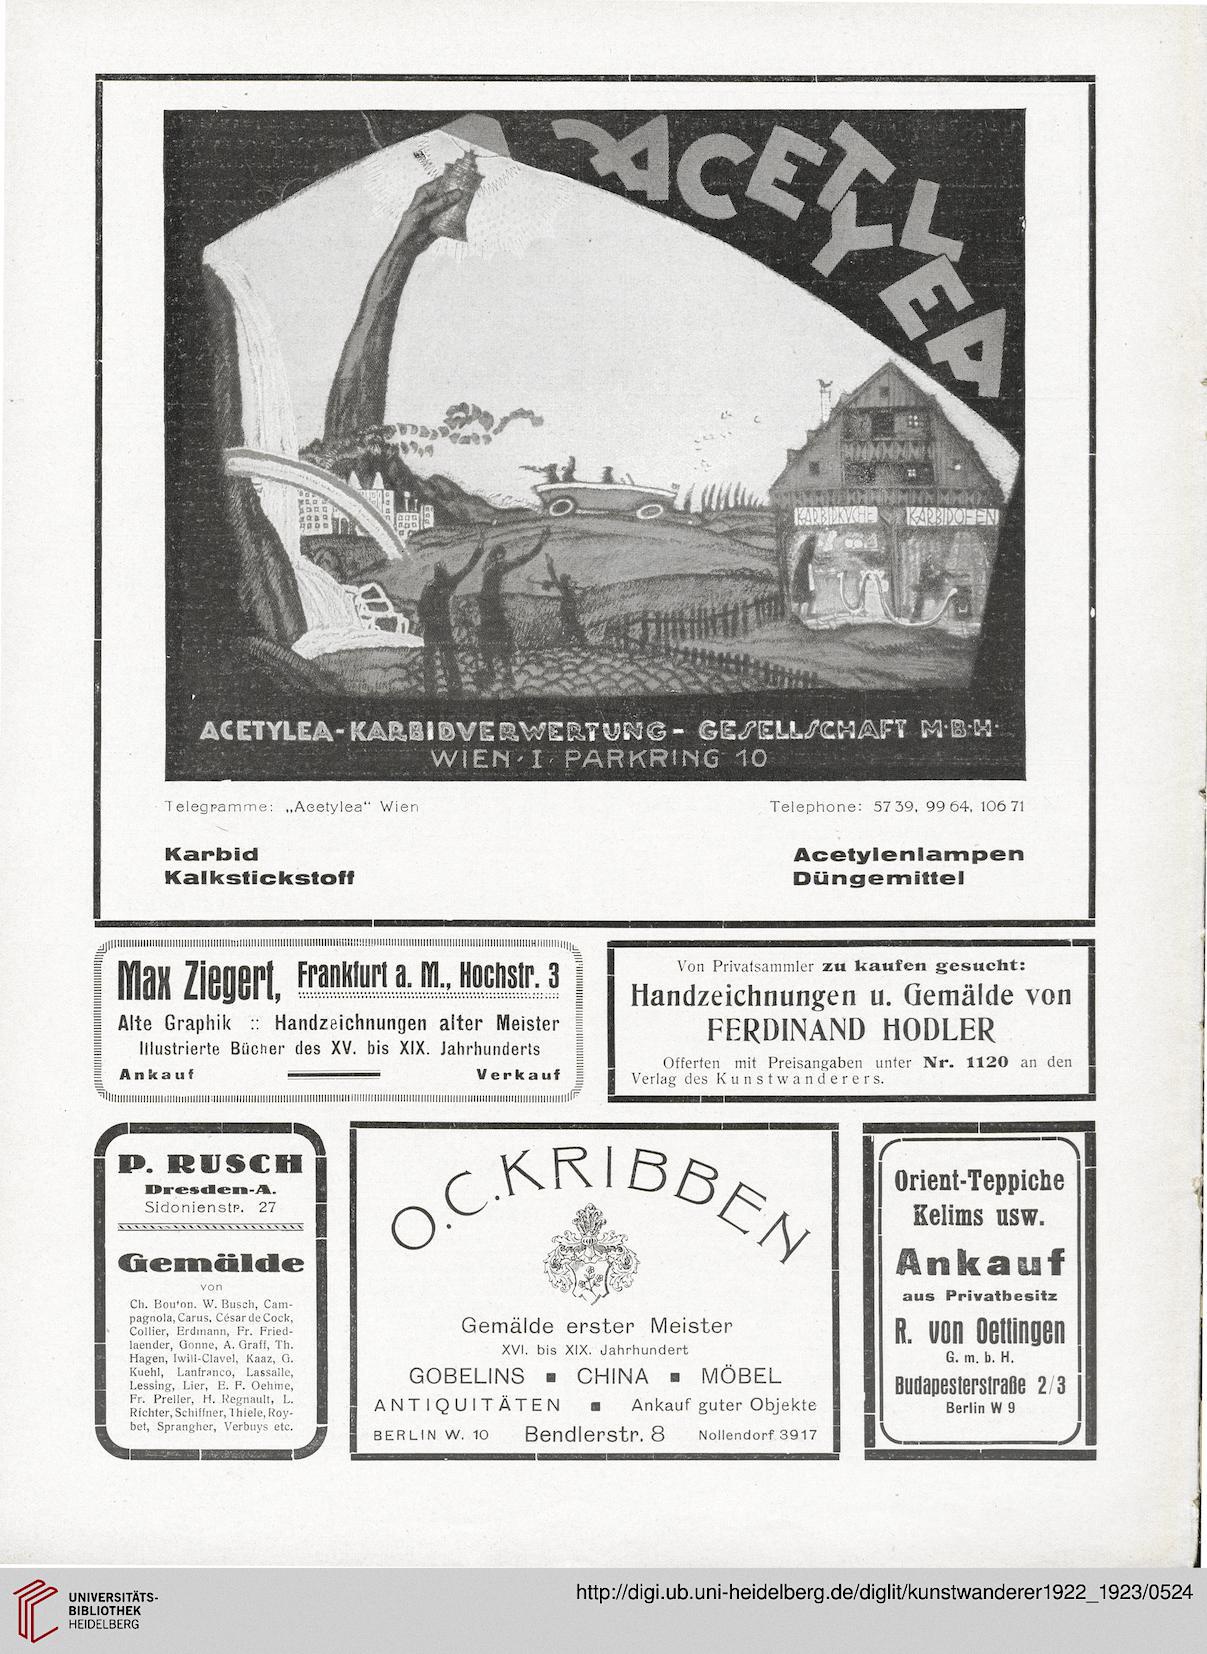 ACETYLEA
KARBIDKÜCHE KARBIDÖFEN
ACETYLEA-KARBIDVERWERTUNG-GESELLSCHAFT M·B·H·
WIEN·I·PARKRING 10
Telegramme: „Acetylea“ Wien Telephone: 57 39, 99 64, 106 71
Karbid Acetylenlampen
Kalkstickstoff Düngemittel
Max Ziegert, Frankfurt a. M., Hochstr. 3
Alte Graphik :: Handzeichnungen alter Meister
Illustrierte Bücher des XV. bis XIX. Jahrhunderts
Ankauf Verkauf
Von Privatsammler zu kaufen gesucht:
Handzeichnungen u. Gemälde von
FERDINAND HODLER
Offerten mit Preisangaben unter Nr. 1120 an den
Verlag des Kunstwanderers.
P. RUSCH
Dresden-A.
Sidonienstr. 27
Gemälde
von
Ch. Bouton. W. Busch, Cam-
pagnola, Carus, César de Cock,
Collier, Erdmann, Fr. Fried-
laender, Gonne, A. Graff, Th.
Hagen, Iwill-Clavel, Kaaz, G.
Kuehl, Lanfranco, Lassalle,
Lessing, Lier, E. F. Oehme,
Fr. Preller, H. Regnault, L.
Richter, Schiffner, Thiele, Roy-
bet, Sprangher, Verbuys etc.
O.C.KRIBBEN
Gemälde erster Meister
XVI. bis XIX. Jahrhundert
GOBELINS ■ CHINA ■ MÖBEL
ANTIQUITÄTEN ■ Ankauf guter Objekte
BERLIN W. 10 Bendlerstr. 8 Nollendorf 3917
Orient-Teppiche
Kelims usw.
Ankauf
aus Privatbesitz
R. von Oettingen
G. m. b. H.
Budapesterstraße 2/3
Berlin W 9
UNIVERSITÄTS-
BIBLIOTHEK
HEIDELBERG
http://digi.ub.uni-heidelberg.de/diglit/kunstwanderer1922_1923/0524